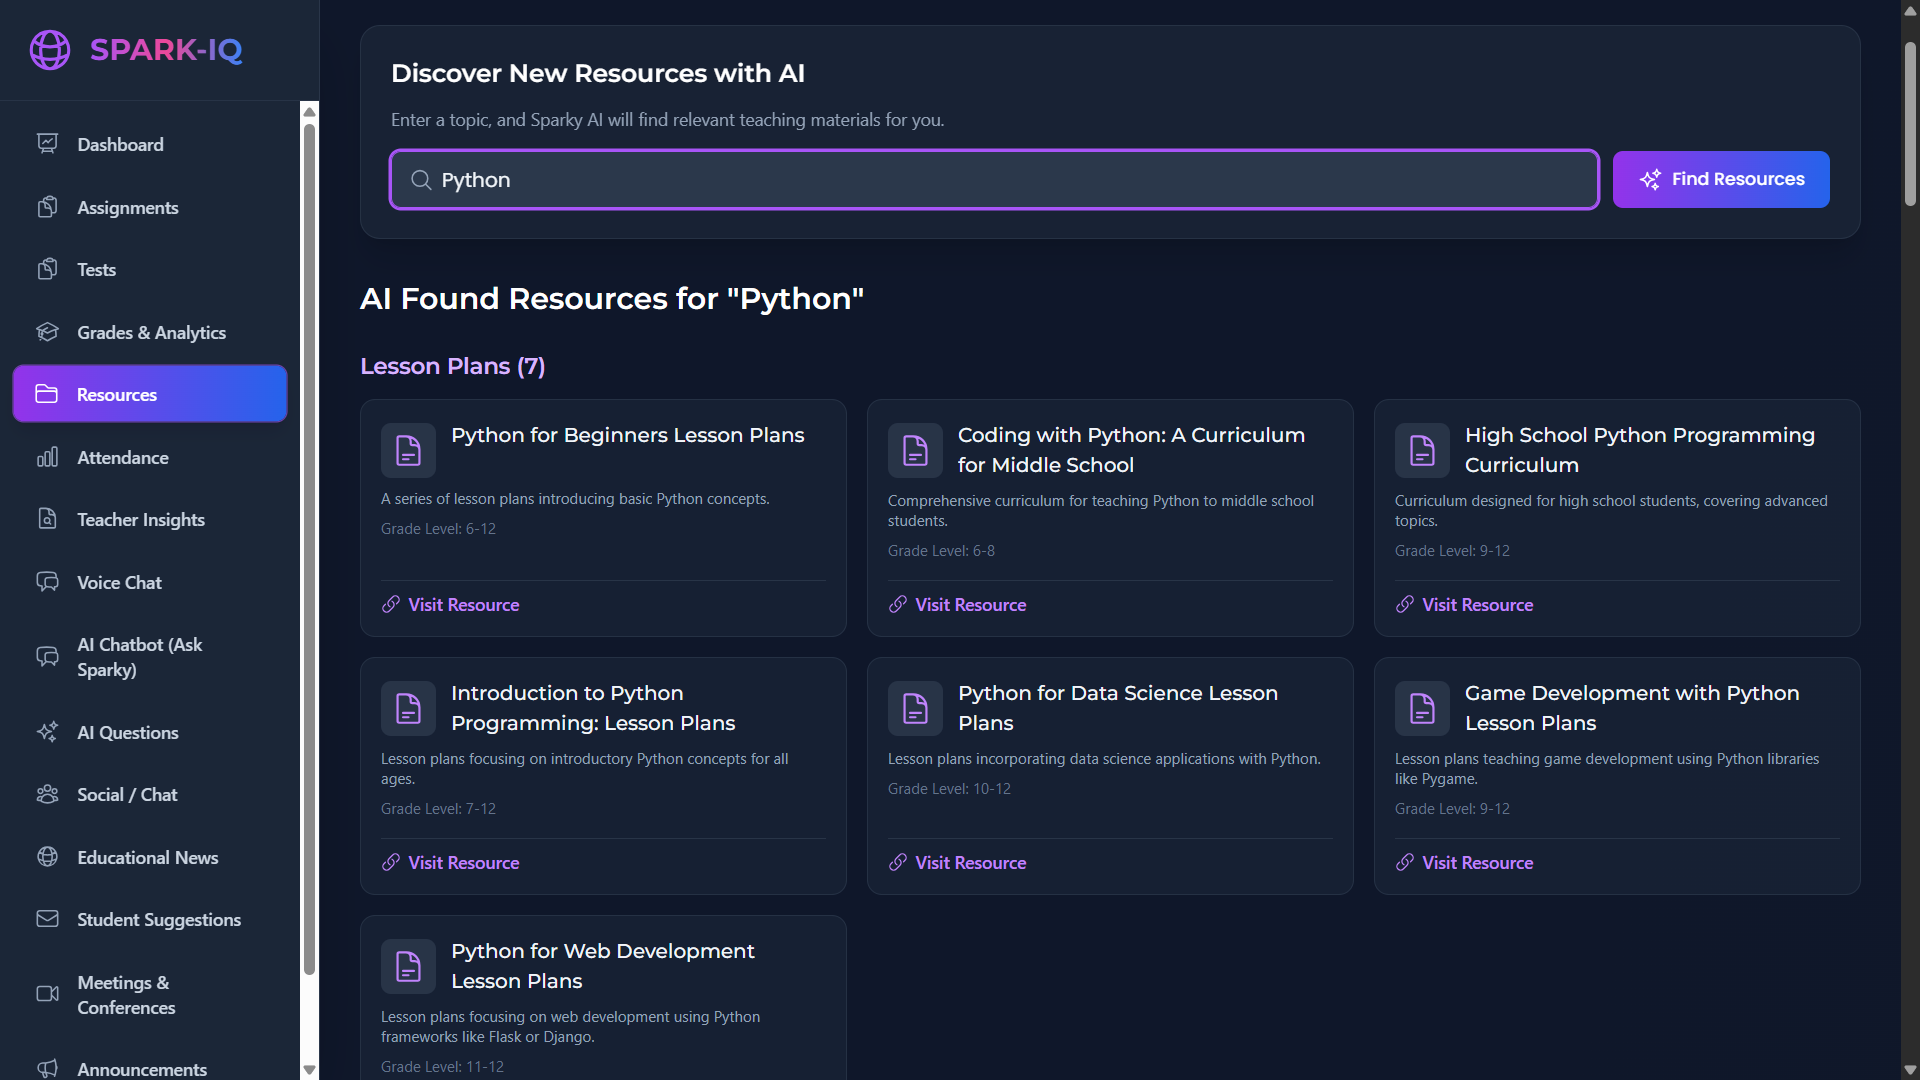 SPARK-IQ
Dashboard
Assignments
Tests
Grades & Analytics
Resources
Attendance
Teacher Insights
Voice Chat
AI Chatbot (Ask
Sparky)
AI Questions
Social / Chat
Educational News
Student Suggestions
Meetings &
Conferences
Announcements
Discover New Resources with AI
Enter a topic, and Sparky AI will find relevant teaching materials for you.
Python
Find Resources
AI Found Resources for "Python"
Lesson Plans (7)
Python for Beginners Lesson Plans
A series of lesson plans introducing basic Python concepts.
Grade Level: 6-12
Visit Resource
Coding with Python: A Curriculum
for Middle School
Comprehensive curriculum for teaching Python to middle school
students.
Grade Level: 6-8
Visit Resource
High School Python Programming
Curriculum
Curriculum designed for high school students, covering advanced
topics.
Grade Level: 9-12
Visit Resource
Introduction to Python
Programming: Lesson Plans
Lesson plans focusing on introductory Python concepts for all
ages.
Grade Level: 7-12
Visit Resource
Python for Data Science Lesson
Plans
Lesson plans incorporating data science applications with Python.
Grade Level: 10-12
Visit Resource
Game Development with Python
Lesson Plans
Lesson plans teaching game development using Python libraries
like Pygame.
Grade Level: 9-12
Visit Resource
Python for Web Development
Lesson Plans
Lesson plans focusing on web development using Python
frameworks like Flask or Django.
Grade Level: 11-12